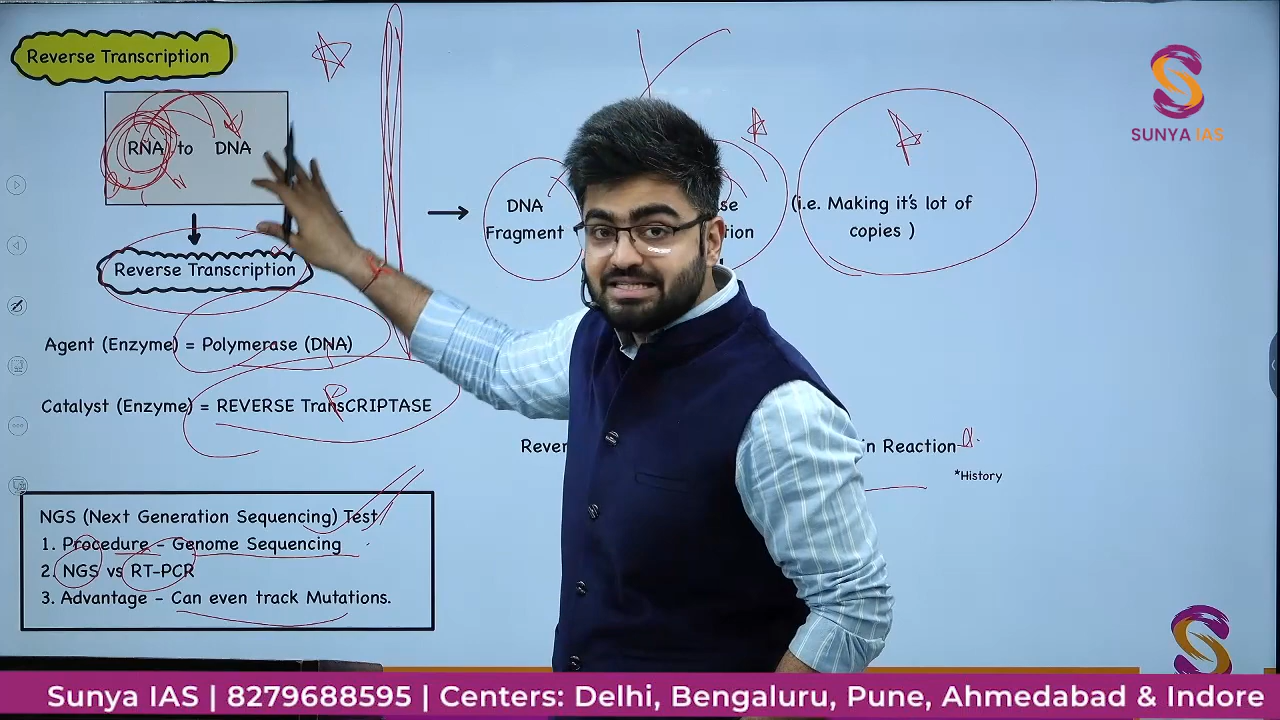 Reverse Transcription
RNA to DNA
Reverse Transcription
Agent (Enzyme) = Polymerase (DNA)
Catalyst (Enzyme) = REVERSE TransCRIPTASE
R
NGS (Next Generation Sequencing) Test
1. Procedure - Genome Sequencing
2. NGS vs RT-PCR
3. Advantage - Can even track Mutations.
DNA
Fragment
se
tion
(i.e. Making it's lot of
copies )
Rever
n Reaction
*History
SUNYA IAS
Sunya IAS | 8279688595 | Centers: Delhi, Bengaluru, Pune, Ahmedabad & Indore